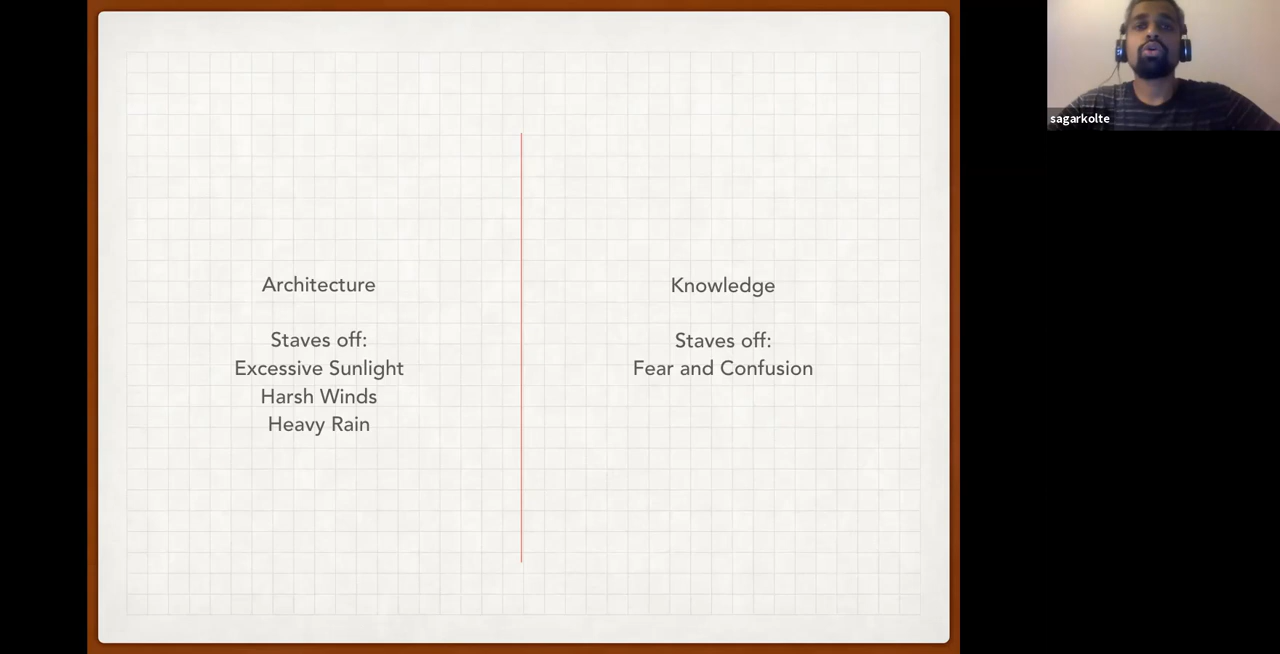 Architecture
Staves off:
Excessive Sunlight
Harsh Winds
Heavy Rain
Knowledge
Staves off:
Fear and Confusion
sagarkolte